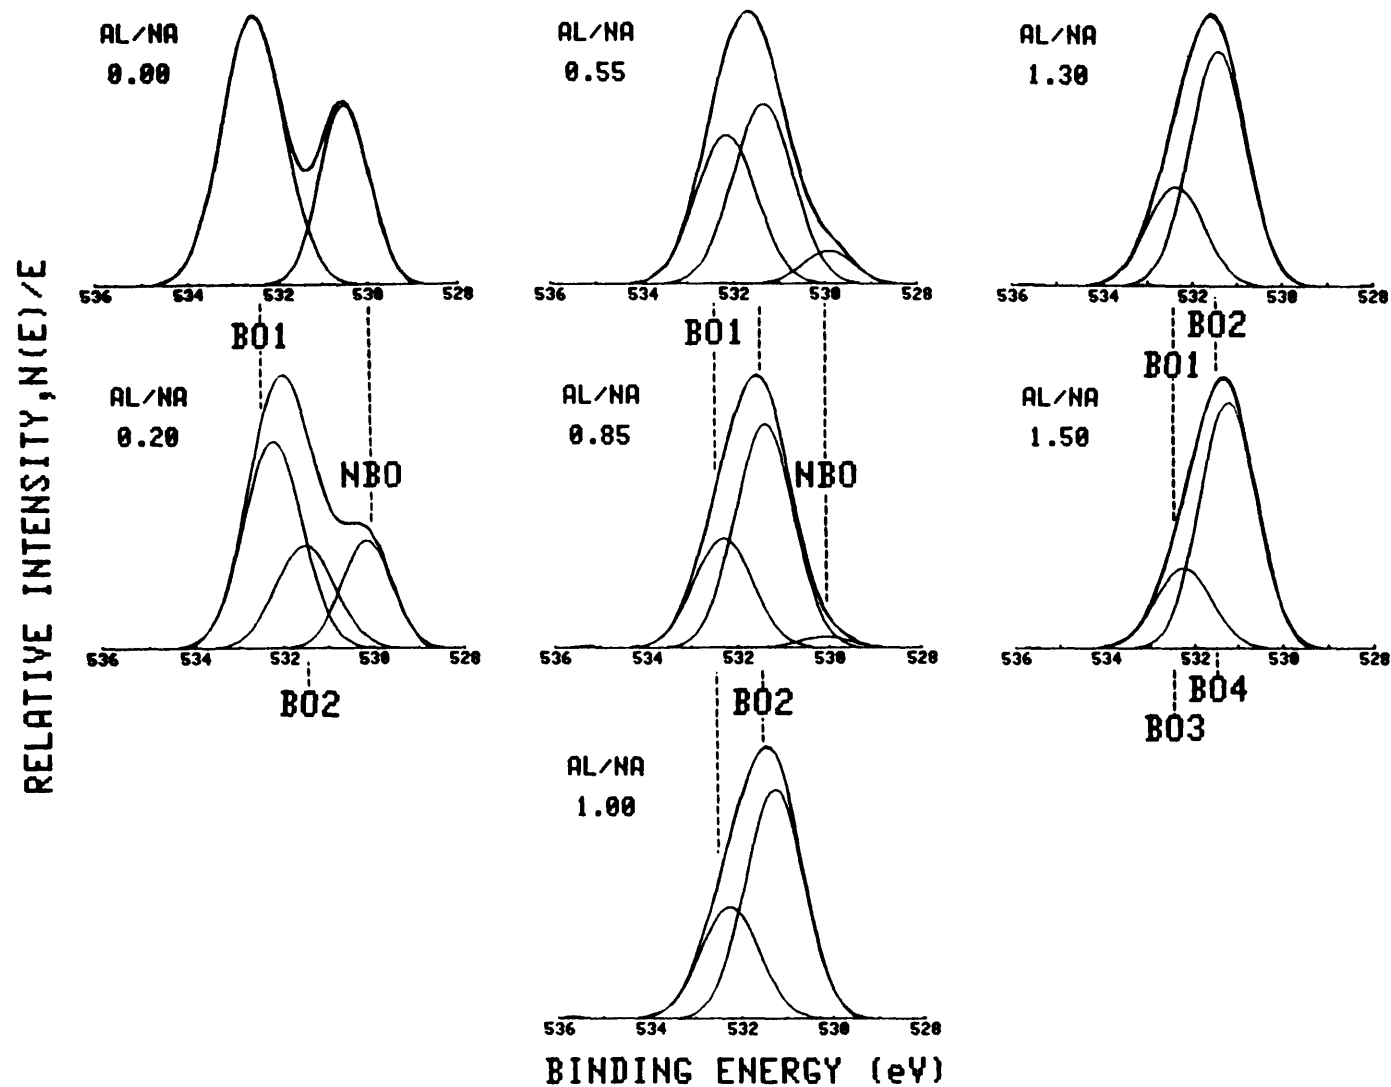 RELATIVE INTENSITY,N(E)/E
AL/NA
0.00
536 534 532 530 528
AL/NA
0.55
536 534 532 530 528
AL/NA
1.30
536 534 532 530 528
BO1
BO1
BO2
BO1
AL/NA
0.20
NBO
536 534 532 530 528
BO2
AL/NA
0.85
NBO
536 534 532 530 528
BO2
AL/NA
1.50
536 534 532 530 528
BO4
BO3
AL/NA
1.00
536 534 532 530 528
BINDING ENERGY (eV)